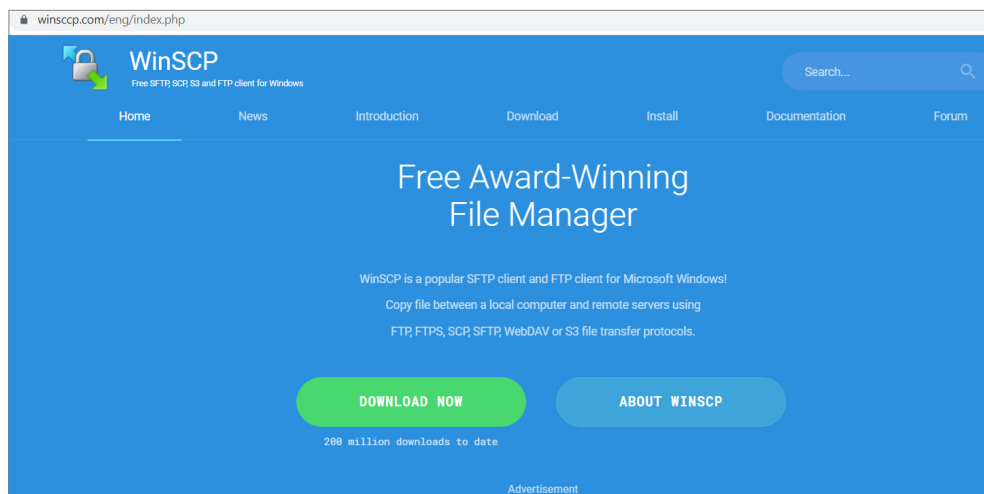 winsccp.com/eng/index.php
WinSCP
Free SFTP, SCP, S3 and FTP client for Windows
Search...
Home News Introduction Download Install Documentation Forum
Free Award-Winning
File Manager
WinSCP is a popular SFTP client and FTP client for Microsoft Windows!
Copy file between a local computer and remote servers using
FTP, FTPS, SCP, SFTP, WebDAV or S3 file transfer protocols.
DOWNLOAD NOW ABOUT WINSCP
200 million downloads to date
Advertisement